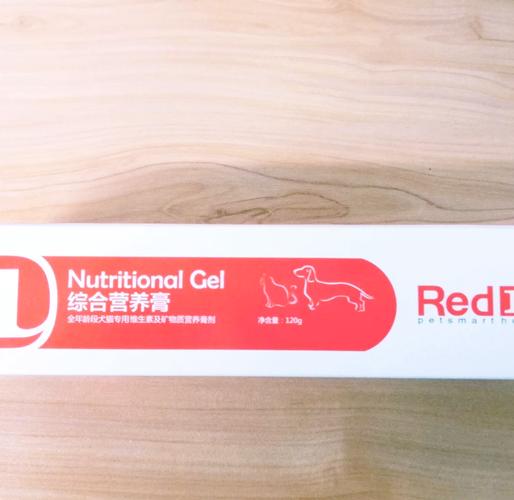 Nutritional Gel
综合营养膏
全年龄段犬猫专用维生素及矿物质营养膏剂
净含量：120g
Red